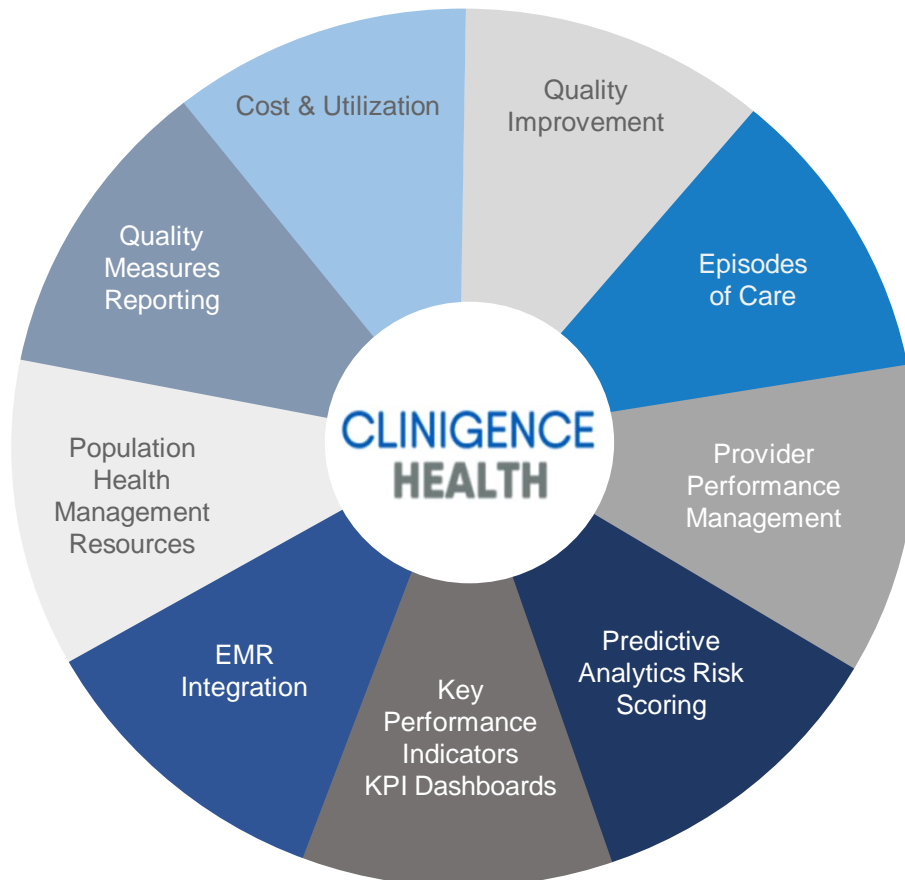 Cost & Utilization
Quality
Improvement
Episodes
of Care
Provider
Performance
Management
Predictive
Analytics Risk
Scoring
Key
Performance
Indicators
KPI Dashboards
EMR
Integration
Population
Health
Management
Resources
Quality
Measures
Reporting
CLINIGENCE
HEALTH